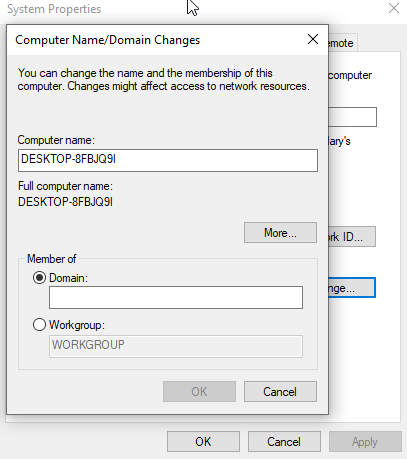 System Properties
Computer Name/Domain Changes
You can change the name and the membership of this
computer. Changes might affect access to network resources.
Computer name:
DESKTOP-8FBJQ9I
Full computer name:
DESKTOP-8FBJQ9I
More...
Member of
Domain:
Workgroup:
WORKGROUP
OK Cancel
emote
computer
ary's
ork ID...
nge...
OK Cancel Apply